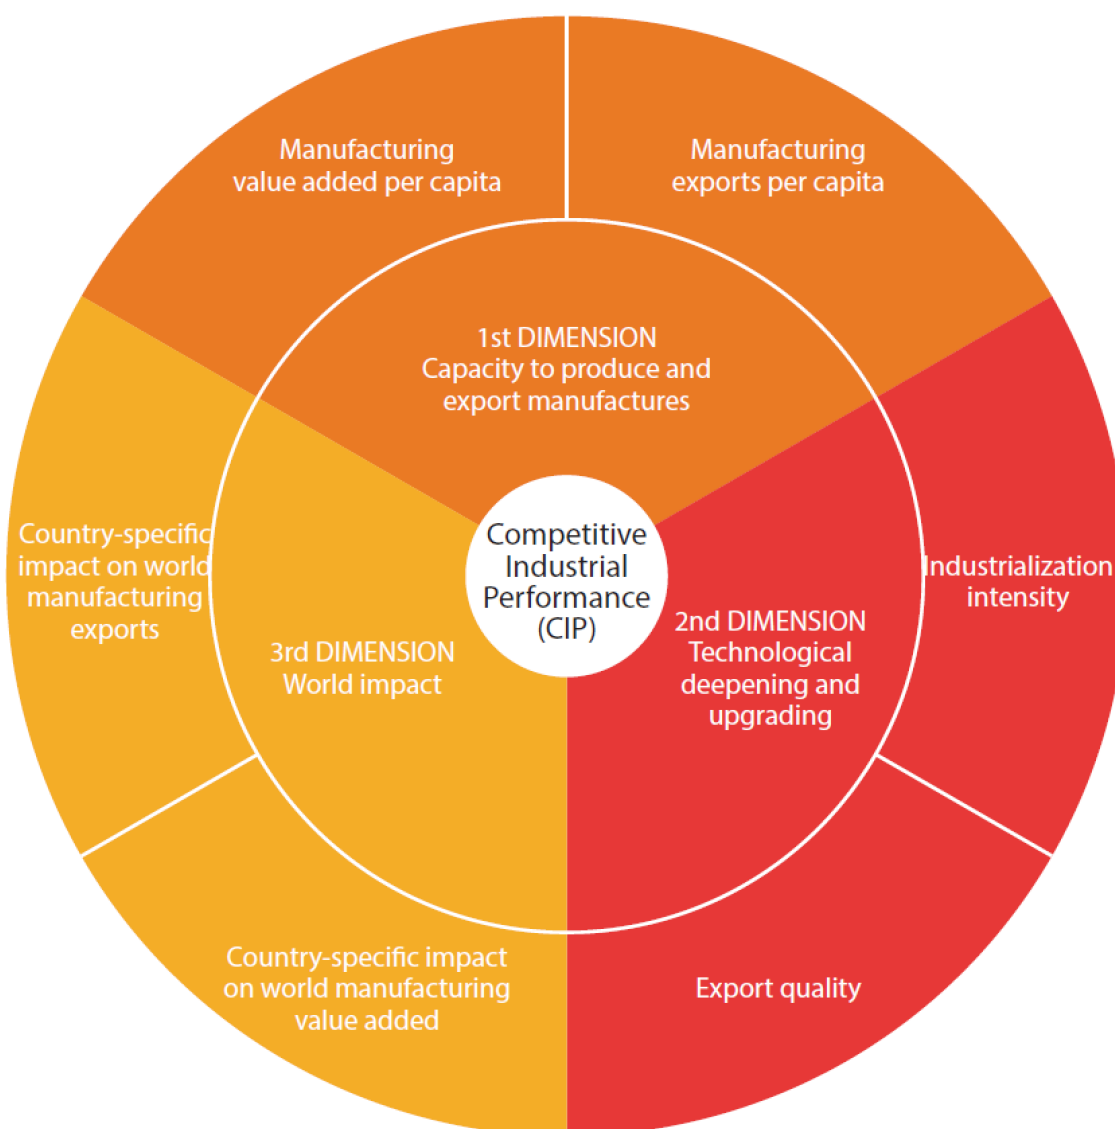 Manufacturing
value added per capita
Manufacturing
exports per capita
1st DIMENSION
Capacity to produce and
export manufactures
Competitive
Industrial
Performance
(CIP)
Country-specific
impact on world
manufacturing
exports
Industrialization
intensity
2nd DIMENSION
Technological
deepening and
upgrading
3rd DIMENSION
World impact
Country-specific impact
on world manufacturing
value added
Export quality